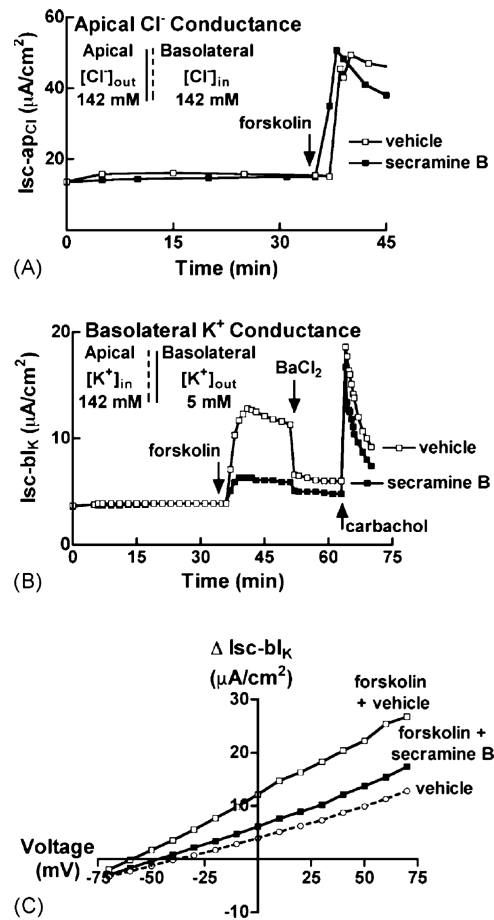 Apical Cl⁻ Conductance
Apical Basolateral
[Cl⁻]out [Cl⁻]in
142 mM 142 mM
forskolin
vehicle
secramine B
Isc-apCl (μA/cm²)
60
40
20
0 15 30 45
Time (min)
(A)
Basolateral K⁺ Conductance
Apical Basolateral
[K⁺]in [K⁺]out
142 mM 5 mM
BaCl₂
forskolin
vehicle
secramine B
carbachol
Isc-blK (μA/cm²)
20
10
0
0 15 30 45 60 75
Time (min)
(B)
Δ Isc-blK
(μA/cm²)
30
20
10
-10
forskolin
+ vehicle
forskolin +
secramine B
vehicle
Voltage
(mV)
-75 -50 -25 25 50 75
(C)